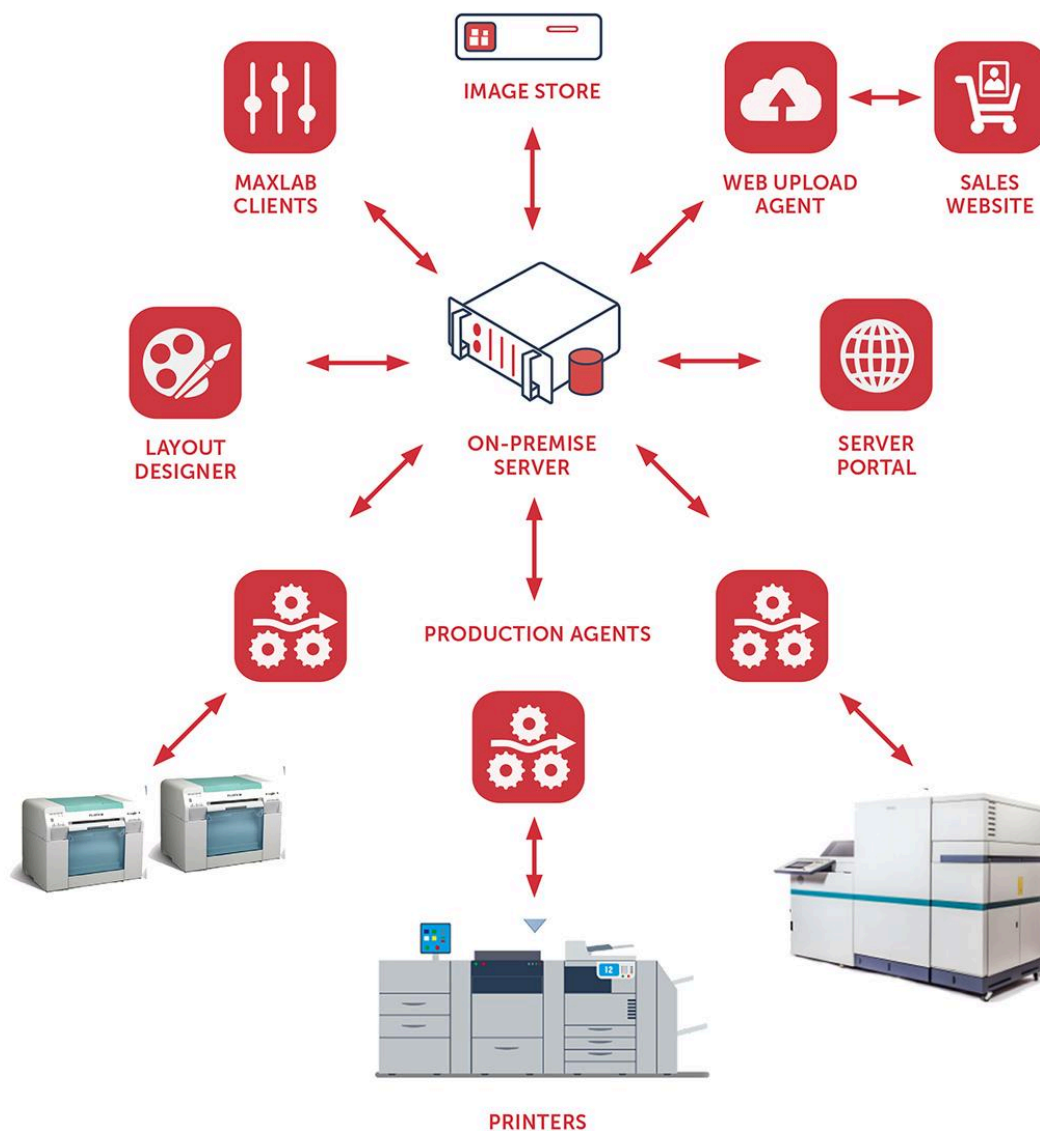 IMAGE STORE
MAXLAB
CLIENTS
WEB UPLOAD
AGENT
SALES
WEBSITE
LAYOUT
DESIGNER
ON-PREMISE
SERVER
SERVER
PORTAL
PRODUCTION AGENTS
12
PRINTERS